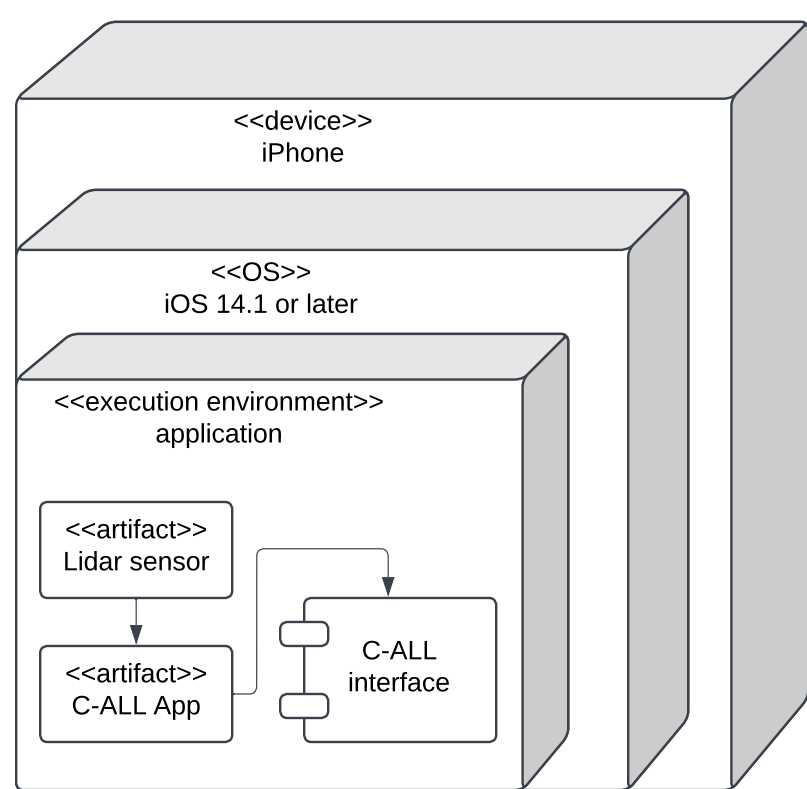 <<device>>
iPhone
<<OS>>
iOS 14.1 or later
<<execution environment>>
application
<<artifact>>
Lidar sensor
<<artifact>>
C-ALL App
C-ALL
interface